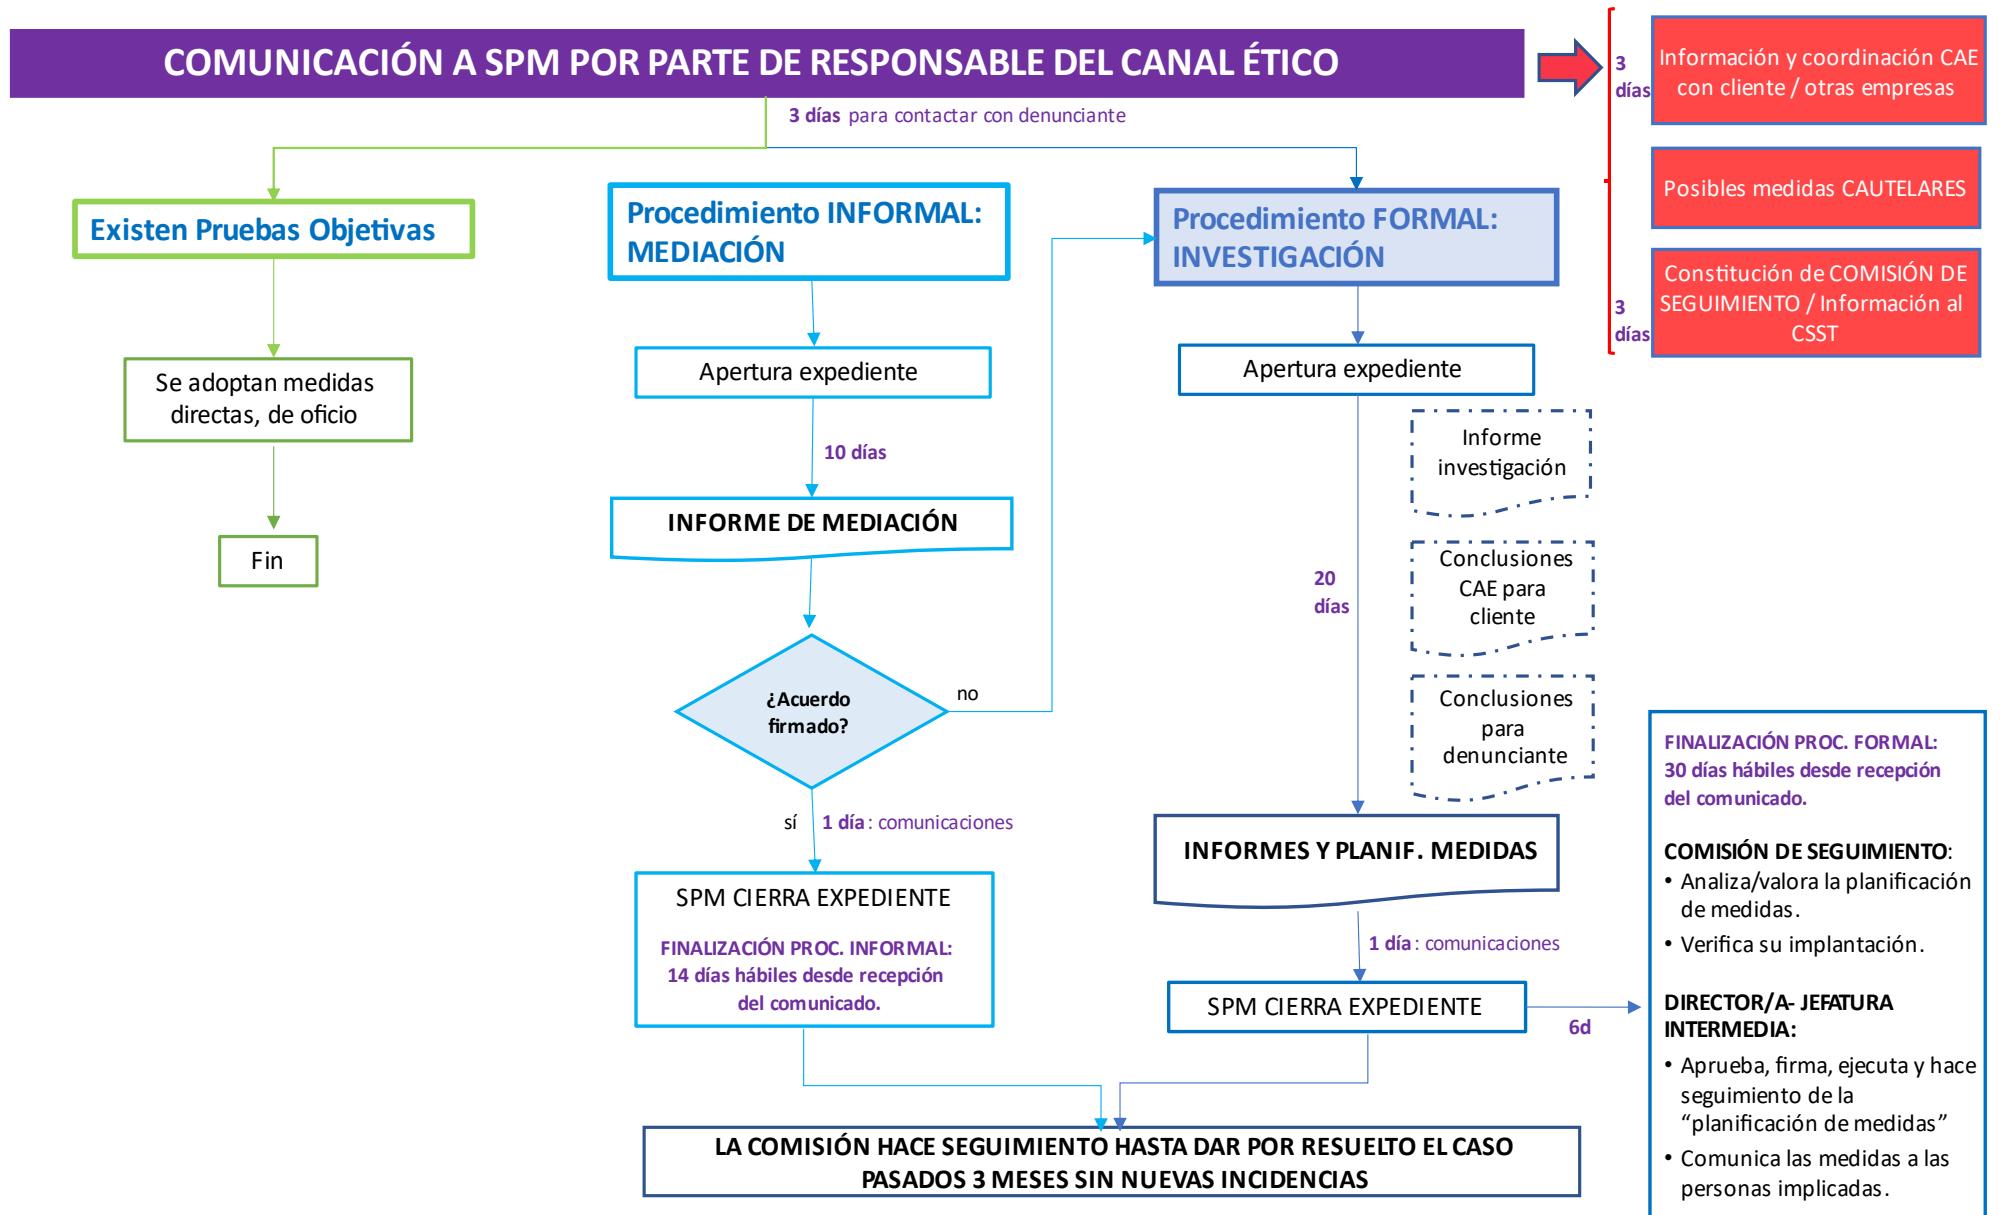 COMUNICACIÓN A SPM POR PARTE DE RESPONSABLE DEL CANAL ÉTICO
3 días para contactar con denunciante
3
días
Información y coordinación CAE
con cliente / otras empresas
Posibles medidas CAUTELARES
3
días
Constitución de COMISIÓN DE
SEGUIMIENTO / Información al
CSST
Existen Pruebas Objetivas
Se adoptan medidas
directas, de oficio
Fin
Procedimiento INFORMAL:
MEDIACIÓN
Apertura expediente
10 días
INFORME DE MEDIACIÓN
¿Acuerdo
firmado?
no
sí
1 día : comunicaciones
SPM CIERRA EXPEDIENTE
FINALIZACIÓN PROC. INFORMAL:
14 días hábiles desde recepción
del comunicado.
Procedimiento FORMAL:
INVESTIGACIÓN
Apertura expediente
Informe
investigación
Conclusiones
CAE para
cliente
20
días
Conclusiones
para
denunciante
INFORMES Y PLANIF. MEDIDAS
1 día : comunicaciones
SPM CIERRA EXPEDIENTE
6d
FINALIZACIÓN PROC. FORMAL:
30 días hábiles desde recepción
del comunicado.
COMISIÓN DE SEGUIMIENTO:
• Analiza/valora la planificación
de medidas.
• Verifica su implantación.
DIRECTOR/A- JEFATURA
INTERMEDIA:
• Aprueba, firma, ejecuta y hace
seguimiento de la
“planificación de medidas”
• Comunica las medidas a las
personas implicadas.
LA COMISIÓN HACE SEGUIMIENTO HASTA DAR POR RESUELTO EL CASO
PASADOS 3 MESES SIN NUEVAS INCIDENCIAS